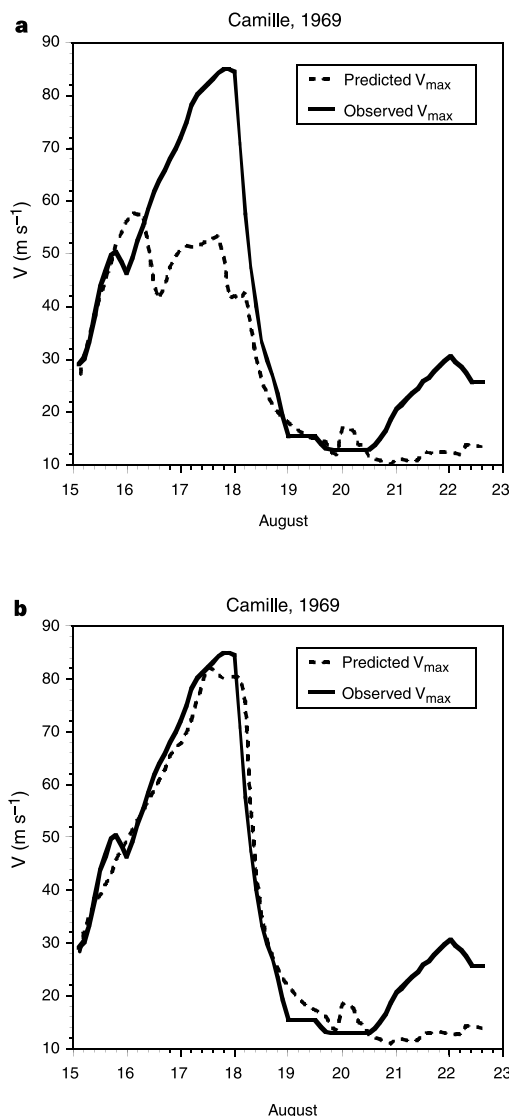 a
Camille, 1969
90
80
70
60
50
40
30
20
10
V (m s⁻¹)
Predicted Vmax
Observed Vmax
15 16 17 18 19 20 21 22 23
August
b
Camille, 1969
90
80
70
60
50
40
30
20
10
V (m s⁻¹)
Predicted Vmax
Observed Vmax
15 16 17 18 19 20 21 22 23
August